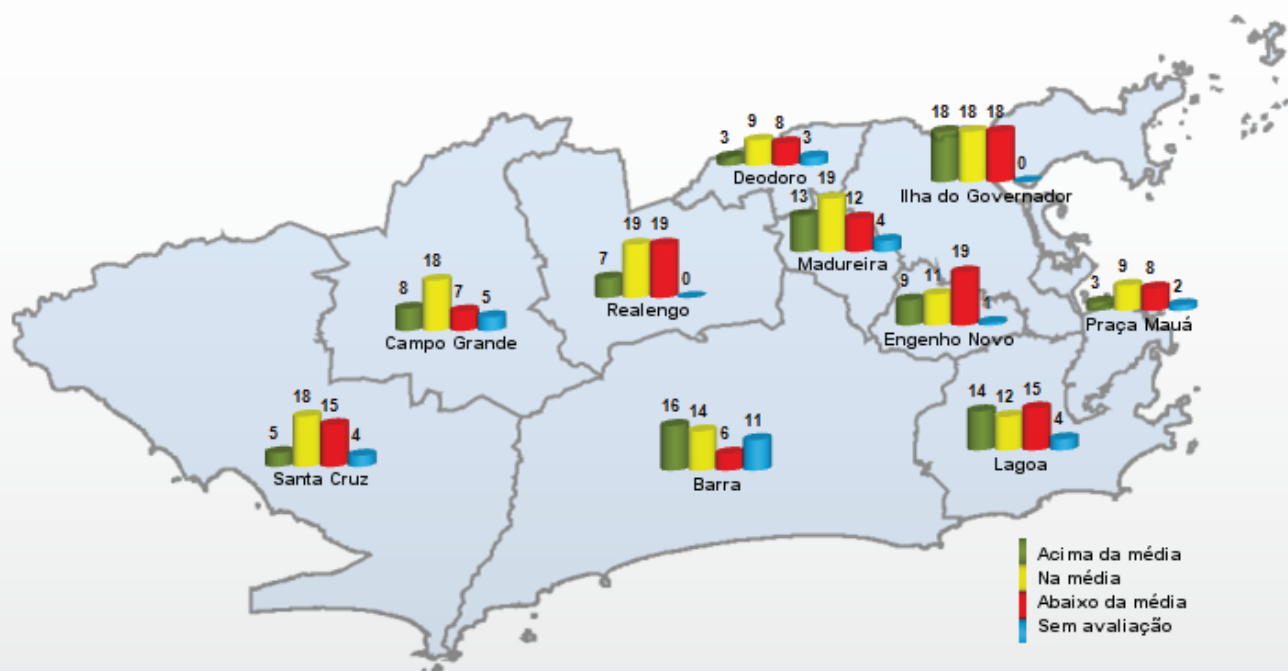 18 18 18
0
Ilha do Governador
3 9 8 3
Deodoro
13 19 12 4
Madureira
7 19 19 0
Realengo
8 18 7 5
Campo Grande
9 11 19 1
Engenho Novo
3 9 8 2
Praça Mauá
5 18 15 4
Santa Cruz
16 14 6 11
Barra
14 12 15 4
Lagoa
Acima da média
Na média
Abaixo da média
Sem avaliação